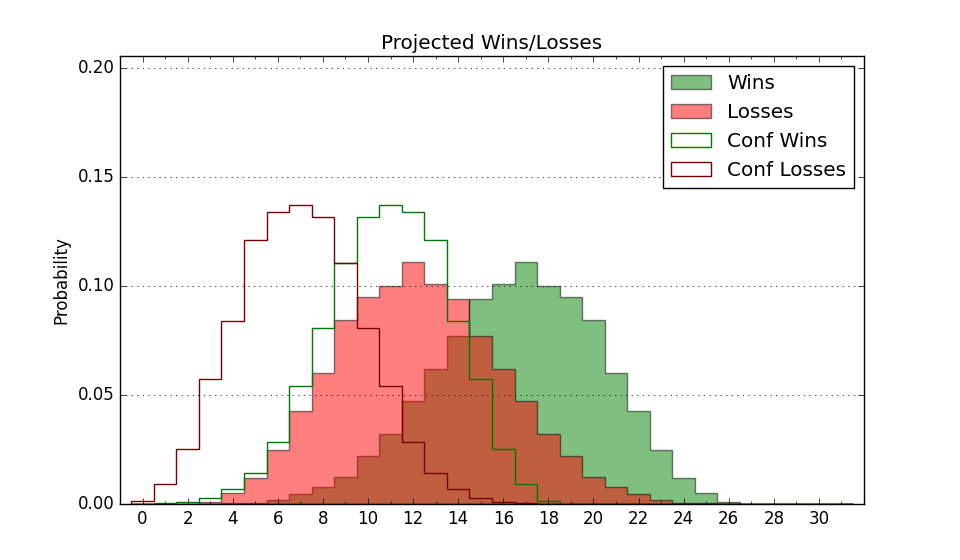 Projected Wins/Losses
0.20
0.15
0.10
0.05
0.00
Probability
Wins
Losses
Conf Wins
Conf Losses
0 2 4 6 8 10 12 14 16 18 20 22 24 26 28 30